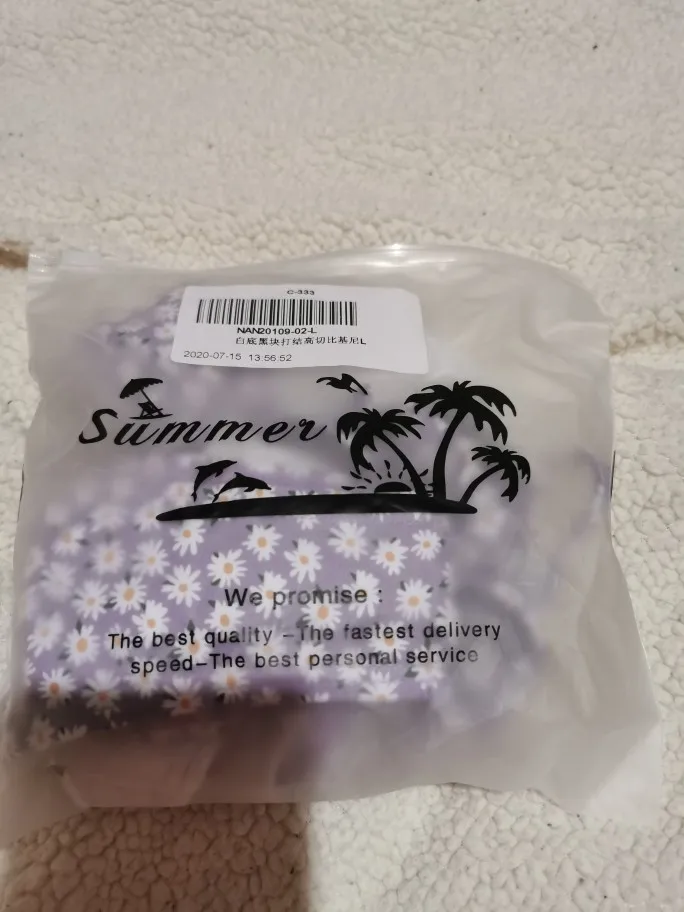 C-333
NAN20109-02-L
白底黑块打结高切比基尼L
2020-07-15 13:56:52
Summer
We promise :
The best quality –The fastest delivery
speed–The best personal service